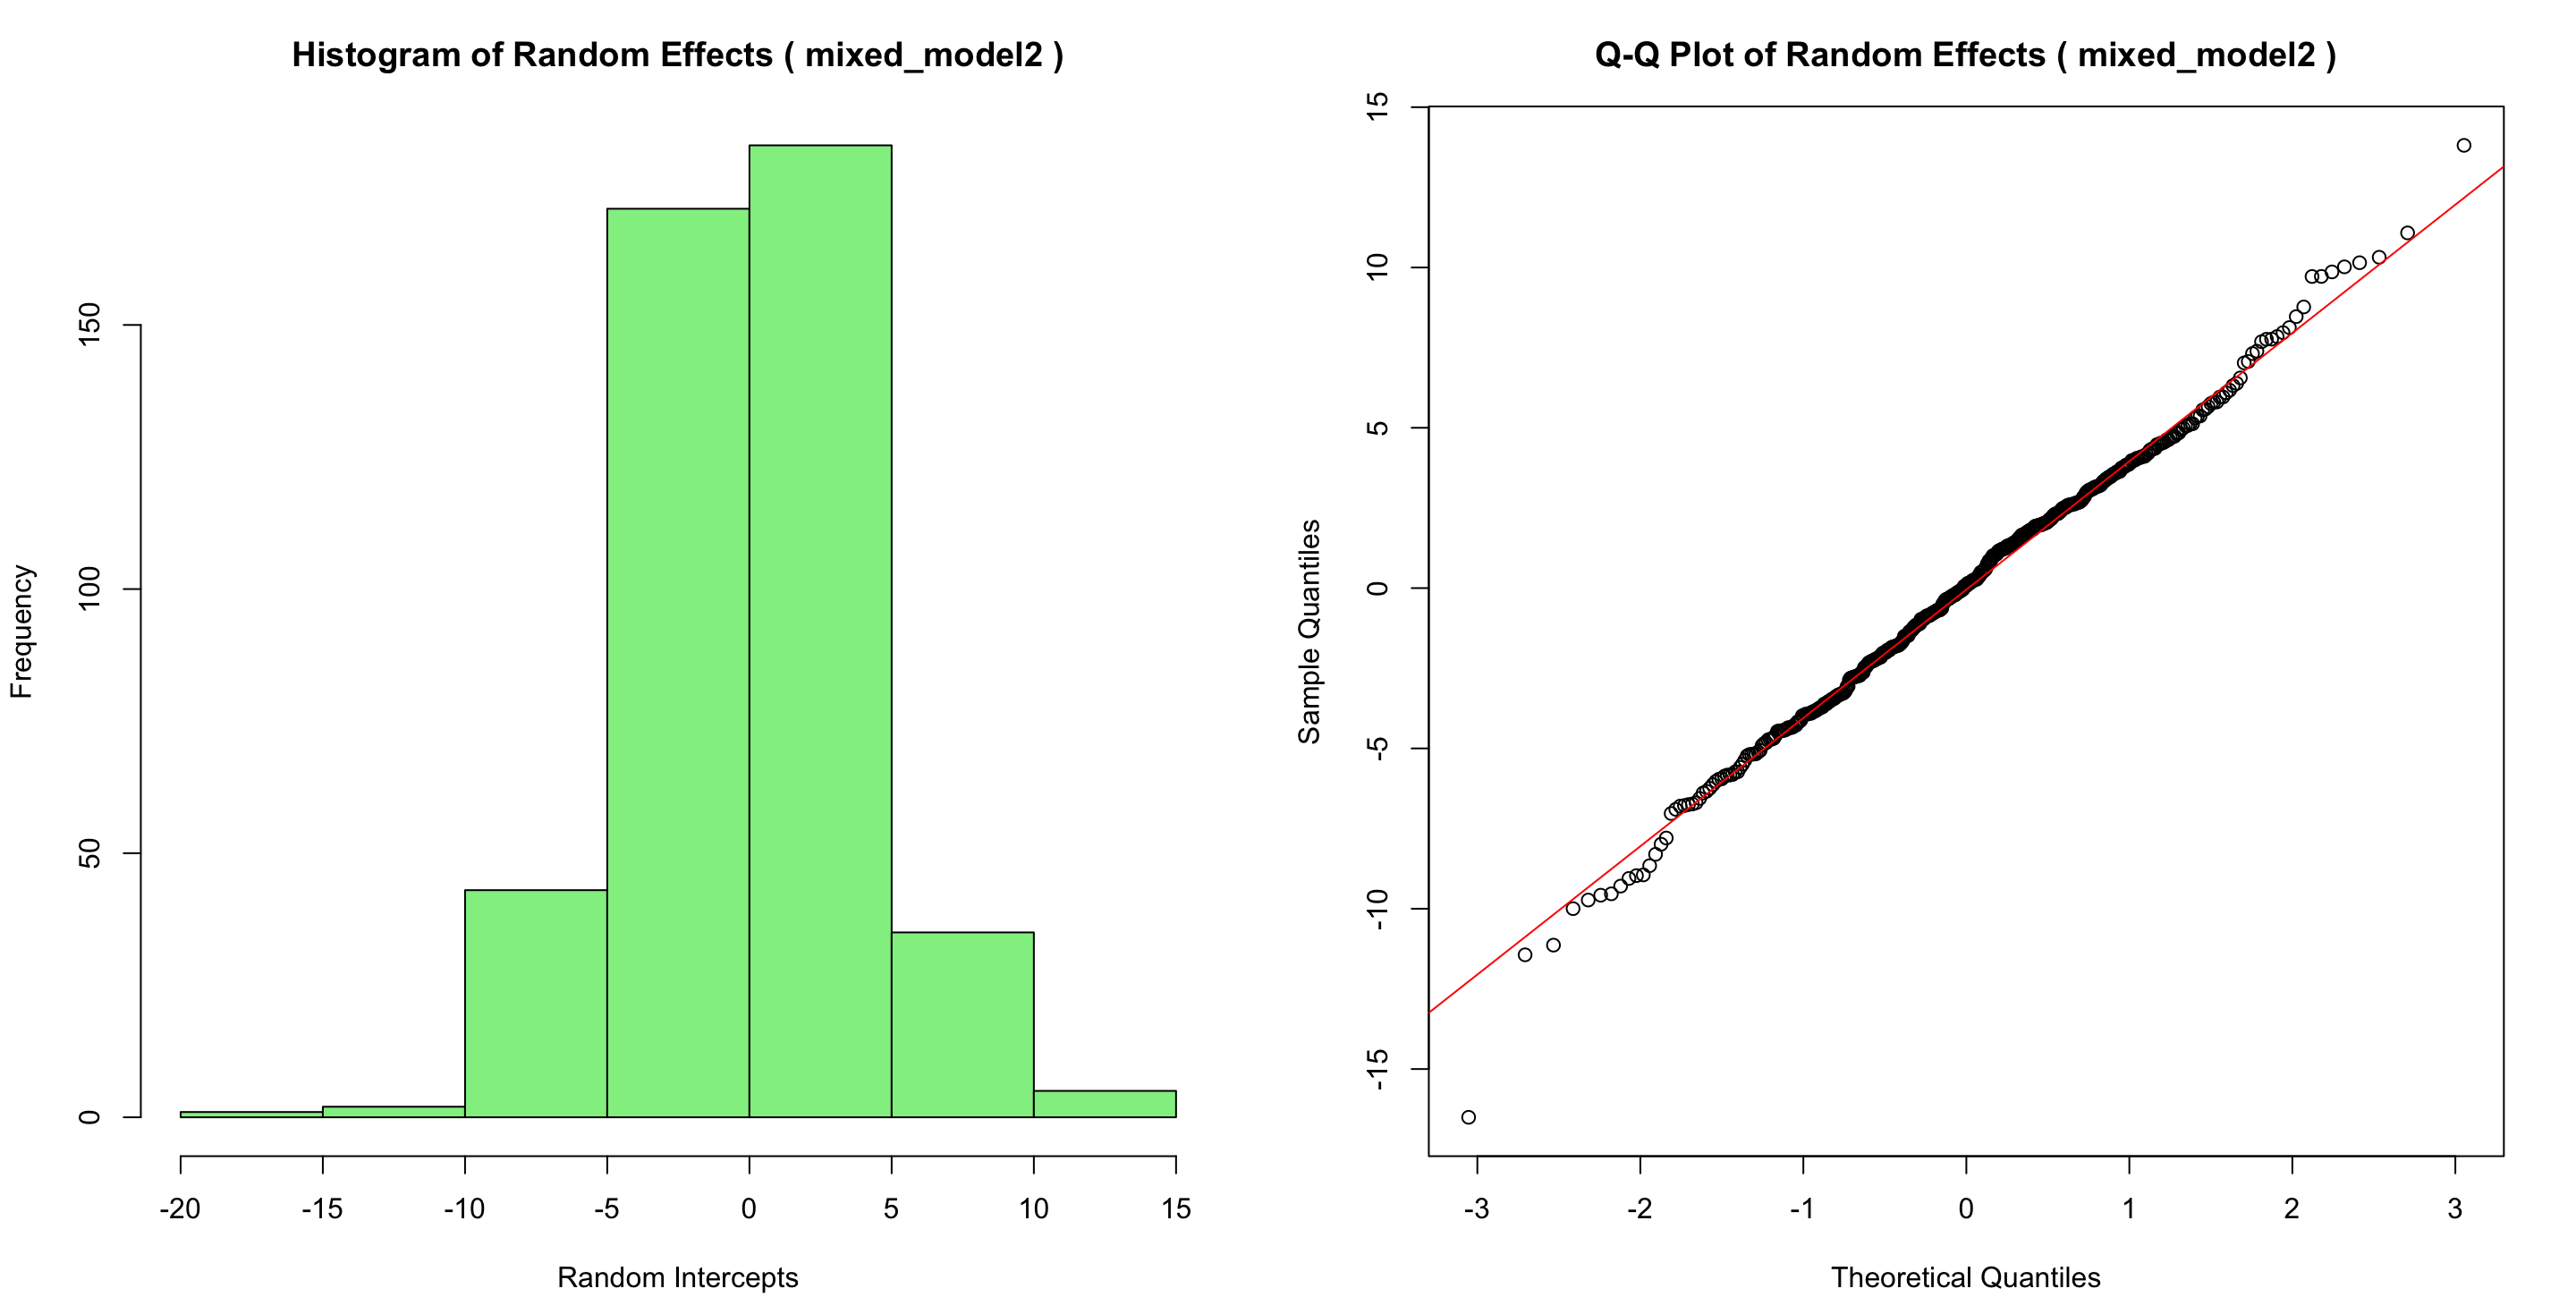 Histogram of Random Effects ( mixed_model2 )
Frequency
150
100
50
0
-20 -15 -10 -5 0 5 10 15
Random Intercepts
Q-Q Plot of Random Effects ( mixed_model2 )
Sample Quantiles
15
10
5
0
-5
-10
-15
-3 -2 -1 0 1 2 3
Theoretical Quantiles